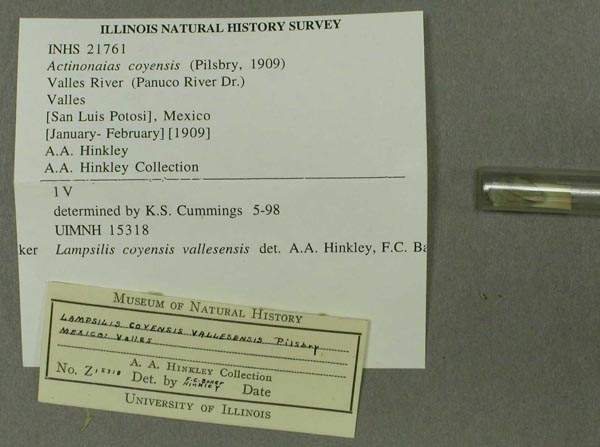 ILLINOIS NATURAL HISTORY SURVEY
INHS 21761
Actinonaias coyensis (Pilsbry, 1909)
Valles River (Panuco River Dr.)
Valles
[San Luis Potosi], Mexico
[January- February] [1909]
A.A. Hinkley
A.A. Hinkley Collection
1 V
determined by K.S. Cummings 5-98
UIMNH 15318
ker Lampsilis coyensis vallesensis det. A.A. Hinkley, F.C. Ba
MUSEUM OF NATURAL HISTORY
LAMPSILIS COYENSIS VALLESENSIS Pilsbry
MEXICO: Valles
A. A. HINKLEY Collection
No. Z15318 Det. by F.C. BAKER HINKLEY Date
UNIVERSITY OF ILLINOIS